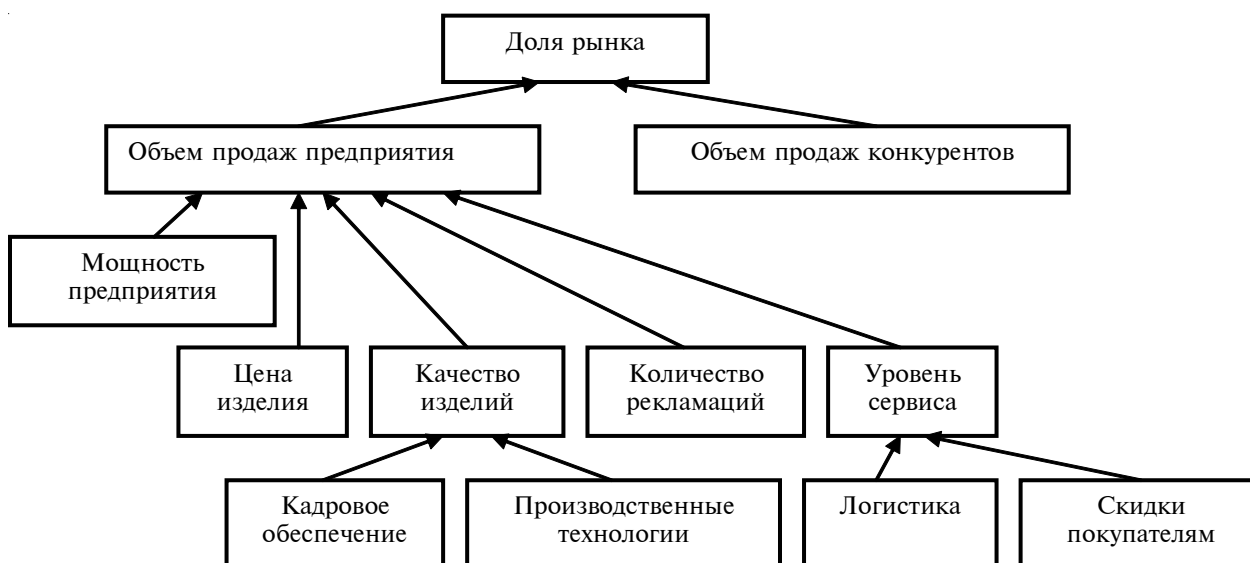 Доля рынка
Объем продаж предприятия
Объем продаж конкурентов
Мощность
предприятия
Цена
изделия
Качество
изделий
Количество
рекламаций
Уровень
сервиса
Кадровое
обеспечение
Производственные
технологии
Логистика
Скидки
покупателям